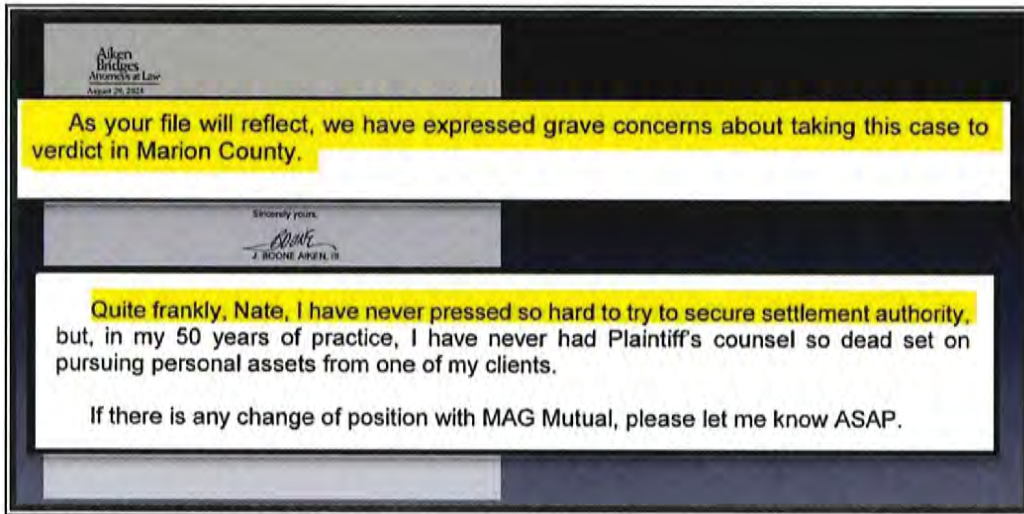 Aiken
Bridges
Attorneys at Law
As your file will reflect, we have expressed grave concerns about taking this case to
verdict in Marion County.
Sincerely yours,
J. BOONE AIKEN, III
Quite frankly, Nate, I have never pressed so hard to try to secure settlement authority,
but, in my 50 years of practice, I have never had Plaintiff's counsel so dead set on
pursuing personal assets from one of my clients.
If there is any change of position with MAG Mutual, please let me know ASAP.